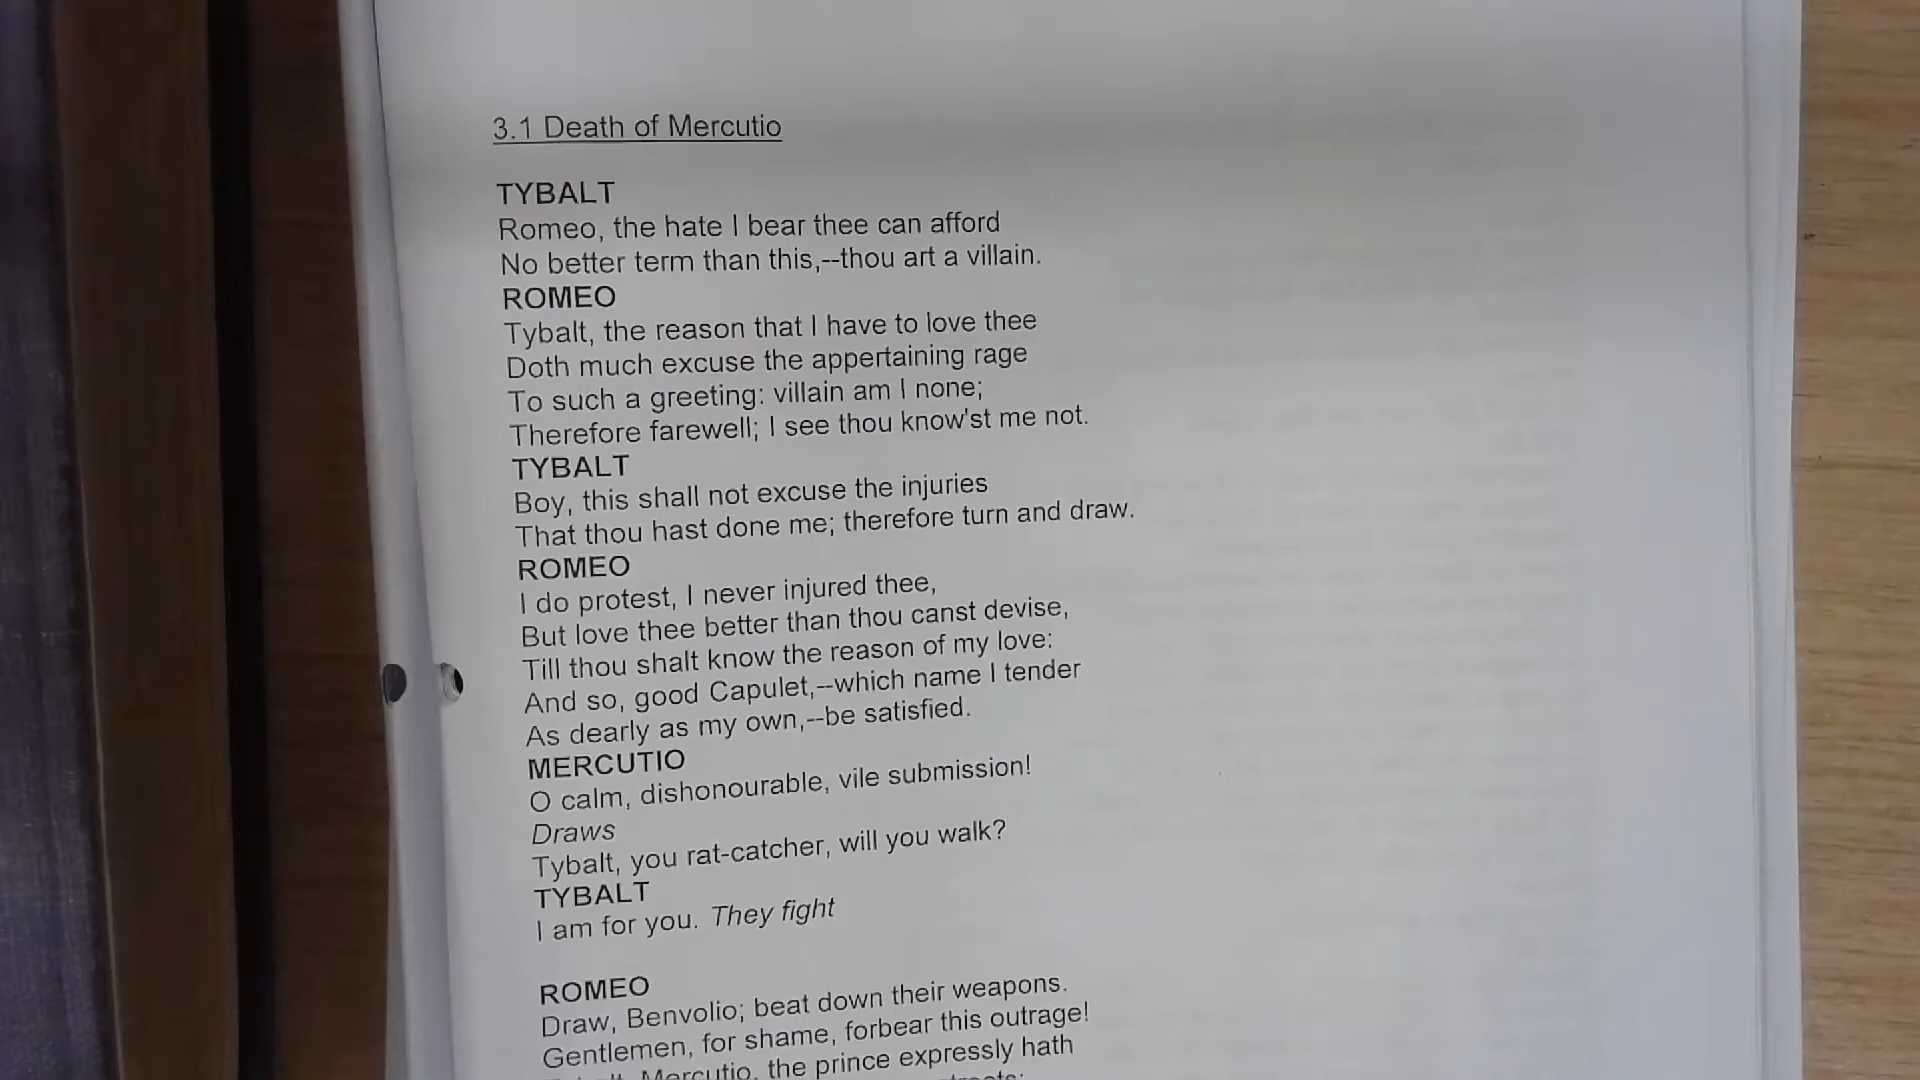 3.1 Death of Mercutio
TYBALT
Romeo, the hate I bear thee can afford
No better term than this,--thou art a villain.
ROMEO
Tybalt, the reason that I have to love thee
Doth much excuse the appertaining rage
To such a greeting: villain am I none;
Therefore farewell; I see thou know'st me not.
TYBALT
Boy, this shall not excuse the injuries
That thou hast done me; therefore turn and draw.
ROMEO
I do protest, I never injured thee,
But love thee better than thou canst devise,
Till thou shalt know the reason of my love:
And so, good Capulet,--which name I tender
As dearly as my own,--be satisfied.
MERCUTIO
O calm, dishonourable, vile submission!
Draws
Tybalt, you rat-catcher, will you walk?
TYBALT
I am for you. They fight
ROMEO
Draw, Benvolio; beat down their weapons.
Gentlemen, for shame, forbear this outrage!
Mercutio, the prince expressly hath